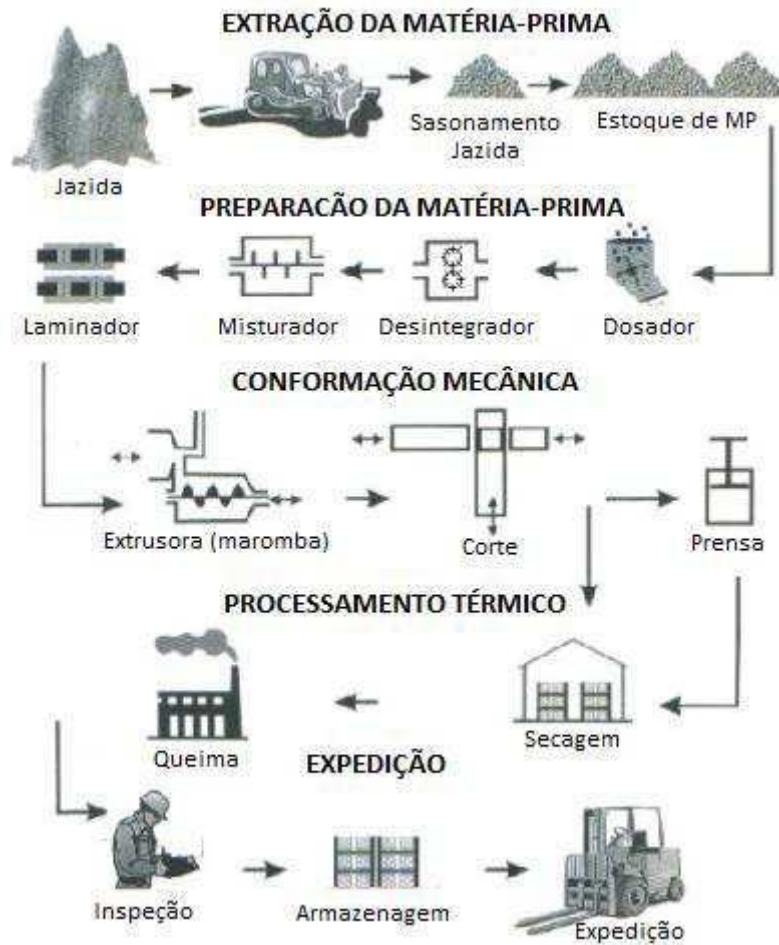 EXTRAÇÃO DA MATÉRIA-PRIMA
Jazida
Sasonamento
Jazida
Estoque de MP
PREPARACÃO DA MATÉRIA-PRIMA
Laminador
Misturador
Desintegrador
Dosador
CONFORMAÇÃO MECÂNICA
Extrusora (maromba)
Corte
Prensa
PROCESSAMENTO TÉRMICO
Queima
Secagem
EXPEDIÇÃO
Inspeção
Armazenagem
Expedição